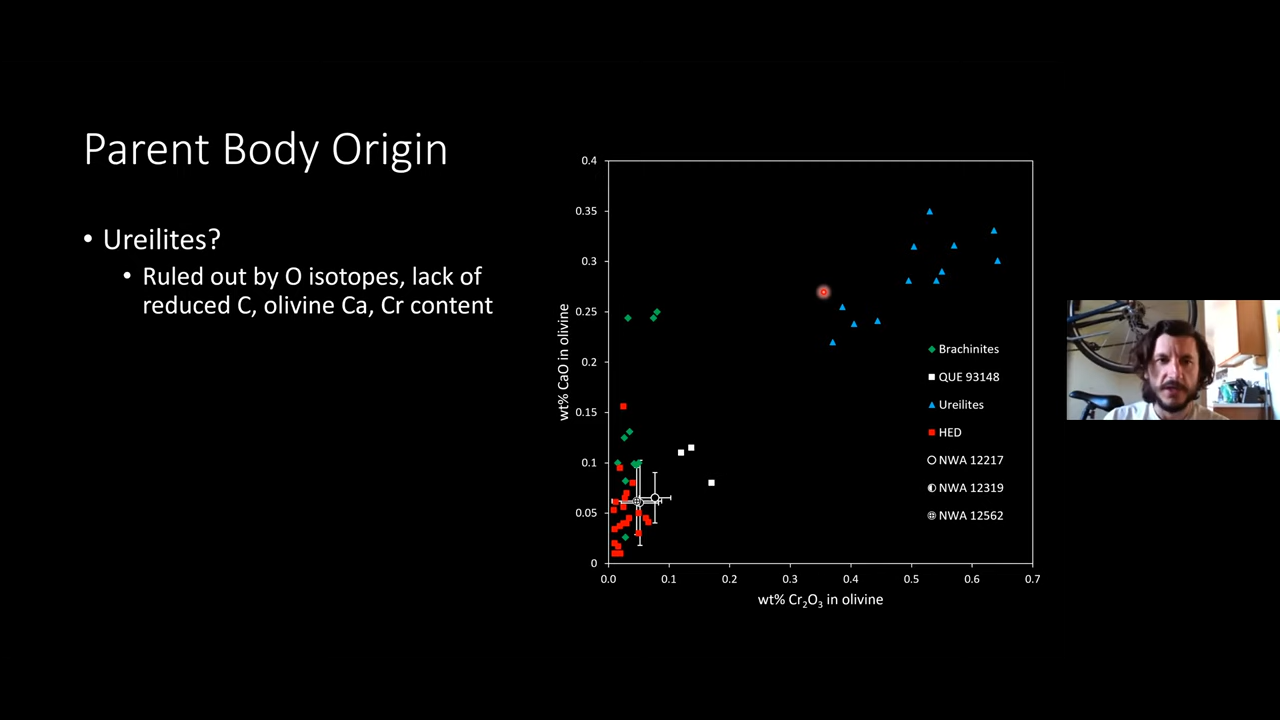 Parent Body Origin
• Ureilites?
• Ruled out by O isotopes, lack of
reduced C, olivine Ca, Cr content
wt% CaO in olivine
0.4
0.35
0.3
0.25
0.2
0.15
0.1
0.05
0
0.0 0.1 0.2 0.3 0.4 0.5 0.6 0.7
wt% Cr₂O₃ in olivine
Brachinites
QUE 93148
Ureilites
HED
NWA 12217
NWA 12319
NWA 12562